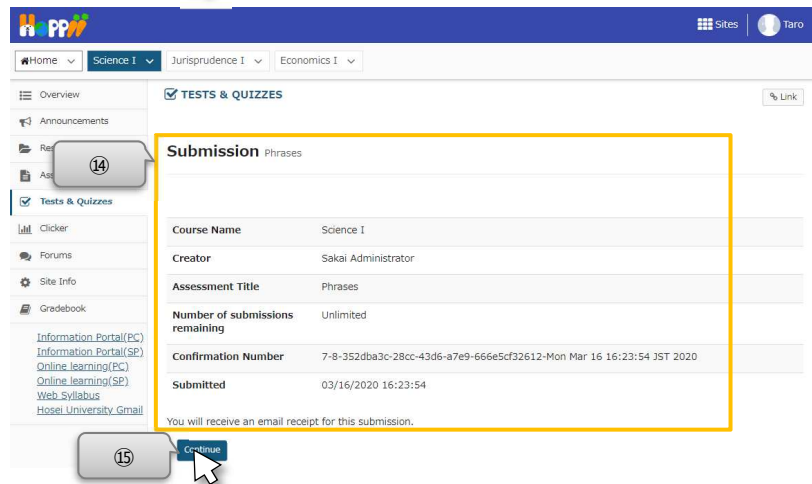 Hoppii
Sites
Taro
Home
Science I
Jurisprudence I
Economics I
Overview
TESTS & QUIZZES
Link
Announcements
Submission Phrases
⑭
Tests & Quizzes
Clicker
Course Name Science I
Forums
Creator Sakai Administrator
Site Info
Assessment Title Phrases
Gradebook
Number of submissions remaining Unlimited
Information Portal(PC)
Information Portal(SP)
Online learning(PC)
Online learning(SP)
Web Syllabus
Hosei University Gmail
Confirmation Number 7-8-352dba3c-28cc-43d6-a7e9-666e5cf32612-Mon Mar 16 16:23:54 JST 2020
Submitted 03/16/2020 16:23:54
You will receive an email receipt for this submission.
⑮
Continue